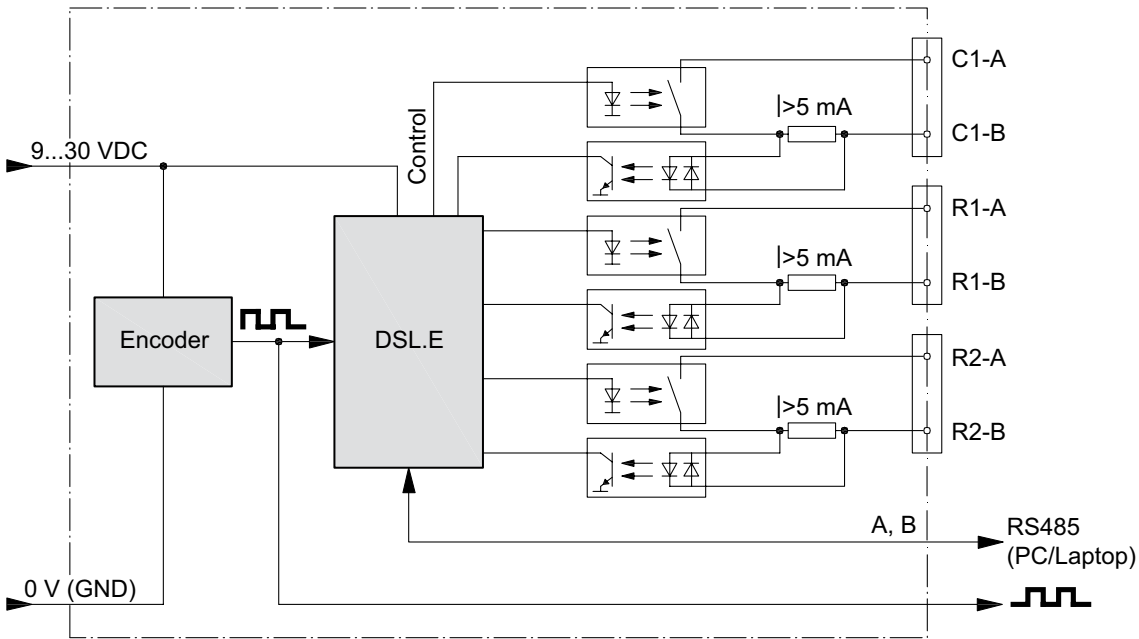 C1-A
I>5 mA
C1-B
9...30 VDC
Control
R1-A
I>5 mA
R1-B
Encoder
DSL.E
R2-A
I>5 mA
R2-B
A, B
RS485
(PC/Laptop)
0 V (GND)